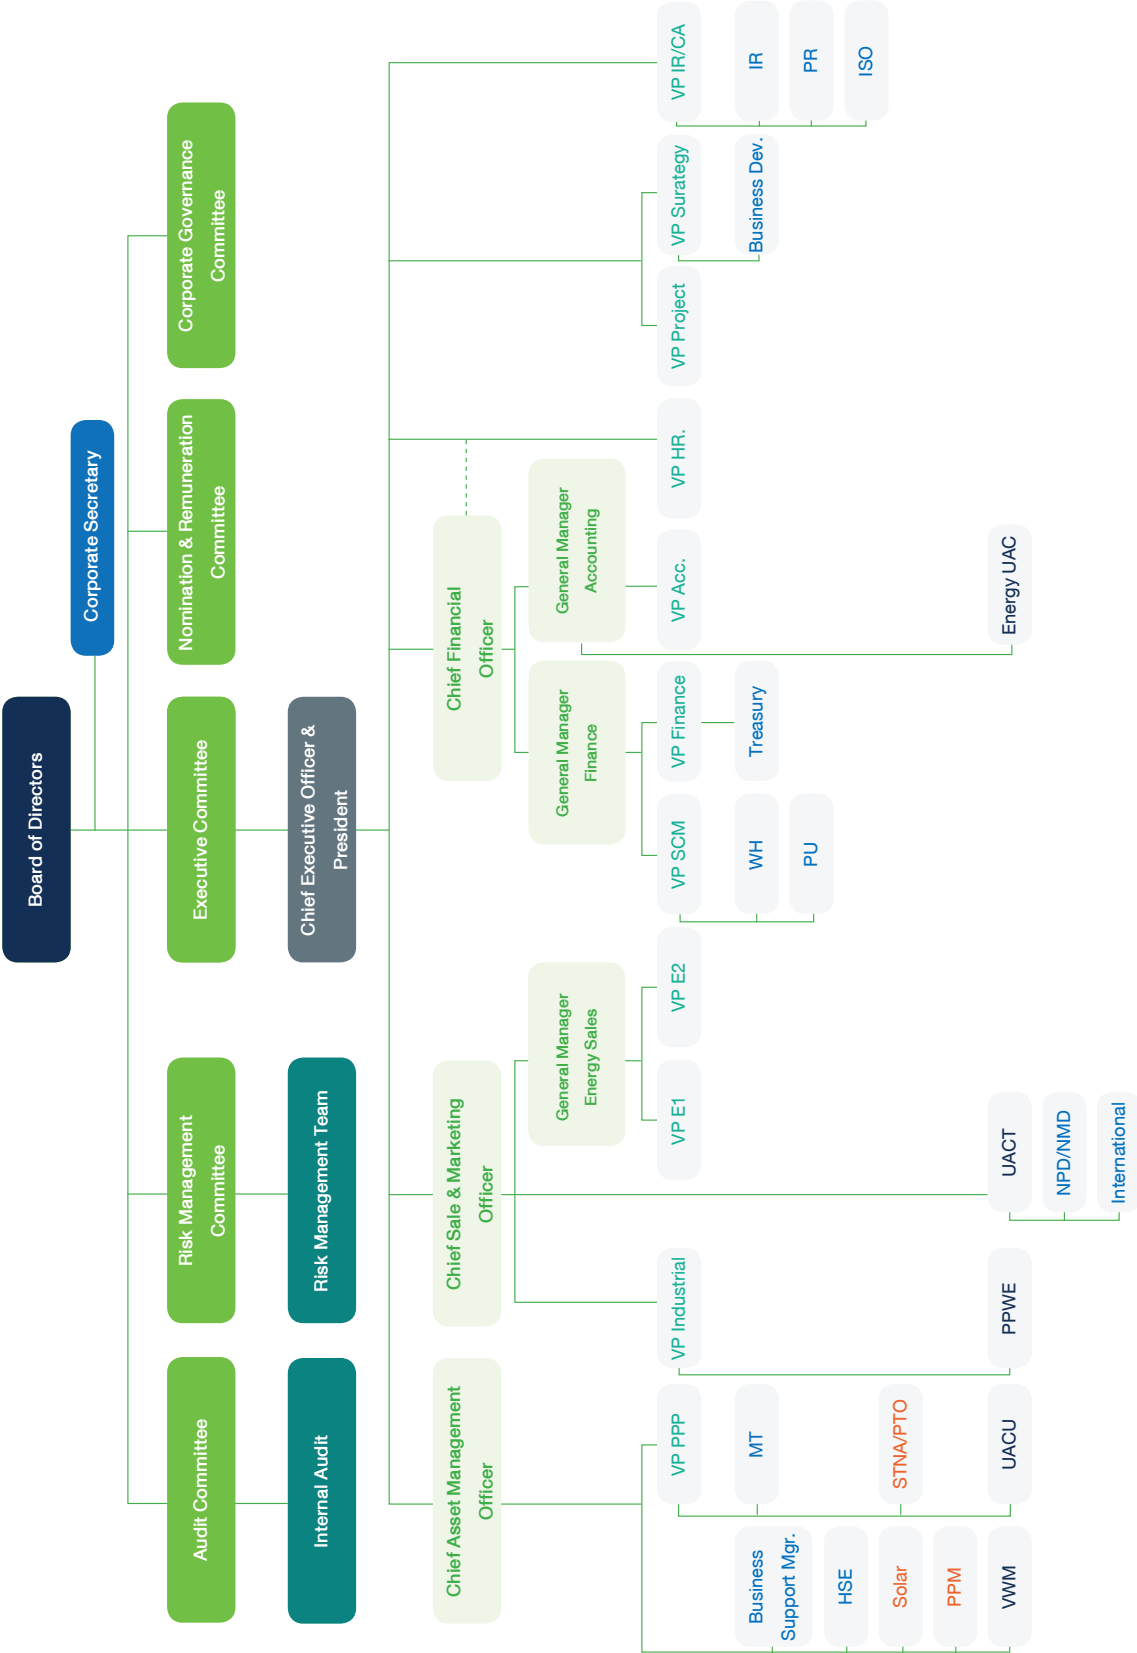 Board of Directors
Corporate Secretary
Audit Committee
Risk Management
Committee
Executive Committee
Nomination & Remuneration
Committee
Corporate Governance
Committee
Internal Audit
Risk Management Team
Chief Executive Officer &
President
Chief Asset Management
Officer
Chief Sale & Marketing
Officer
Chief Financial
Officer
General Manager
Energy Sales
General Manager
Finance
General Manager
Accounting
VP PPP
VP Industrial
VP E1
VP E2
VP SCM
VP Finance
VP Acc.
VP HR.
VP Project
VP Surategy
VP IR/CA
Business
Support Mgr.
MT
WH
Treasury
Business Dev.
IR
HSE
PU
PR
Solar
STNA/PTO
ISO
PPM
VWM
UACU
PPWE
UACT
Energy UAC
NPD/NMD
International